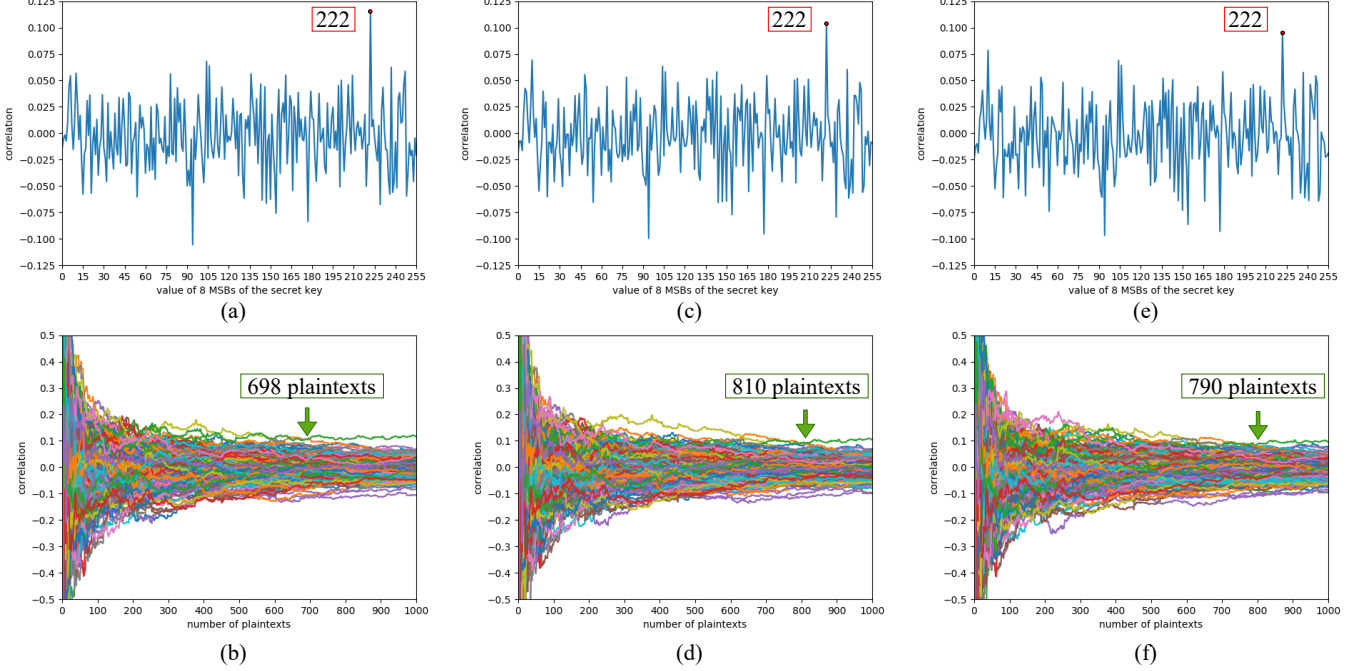 0.125
0.100
0.075
0.050
0.025
0.000
−0.025
−0.050
−0.075
−0.100
−0.125
correlation
222
0 15 30 45 60 75 90 105 120 135 150 165 180 195 210 225 240 255
value of 8 MSBs of the secret key
(a)
0.125
0.100
0.075
0.050
0.025
0.000
−0.025
−0.050
−0.075
−0.100
−0.125
correlation
222
0 15 30 45 60 75 90 105 120 135 150 165 180 195 210 225 240 255
value of 8 MSBs of the secret key
(c)
0.125
0.100
0.075
0.050
0.025
0.000
−0.025
−0.050
−0.075
−0.100
−0.125
correlation
222
0 15 30 45 60 75 90 105 120 135 150 165 180 195 210 225 240 255
value of 8 MSBs of the secret key
(e)
0.5
0.4
0.3
0.2
0.1
0.0
−0.1
−0.2
−0.3
−0.4
−0.5
correlation
698 plaintexts
0 100 200 300 400 500 600 700 800 900 1000
number of plaintexts
(b)
0.5
0.4
0.3
0.2
0.1
0.0
−0.1
−0.2
−0.3
−0.4
−0.5
correlation
810 plaintexts
0 100 200 300 400 500 600 700 800 900 1000
number of plaintexts
(d)
0.5
0.4
0.3
0.2
0.1
0.0
−0.1
−0.2
−0.3
−0.4
−0.5
correlation
790 plaintexts
0 100 200 300 400 500 600 700 800 900 1000
number of plaintexts
(f)